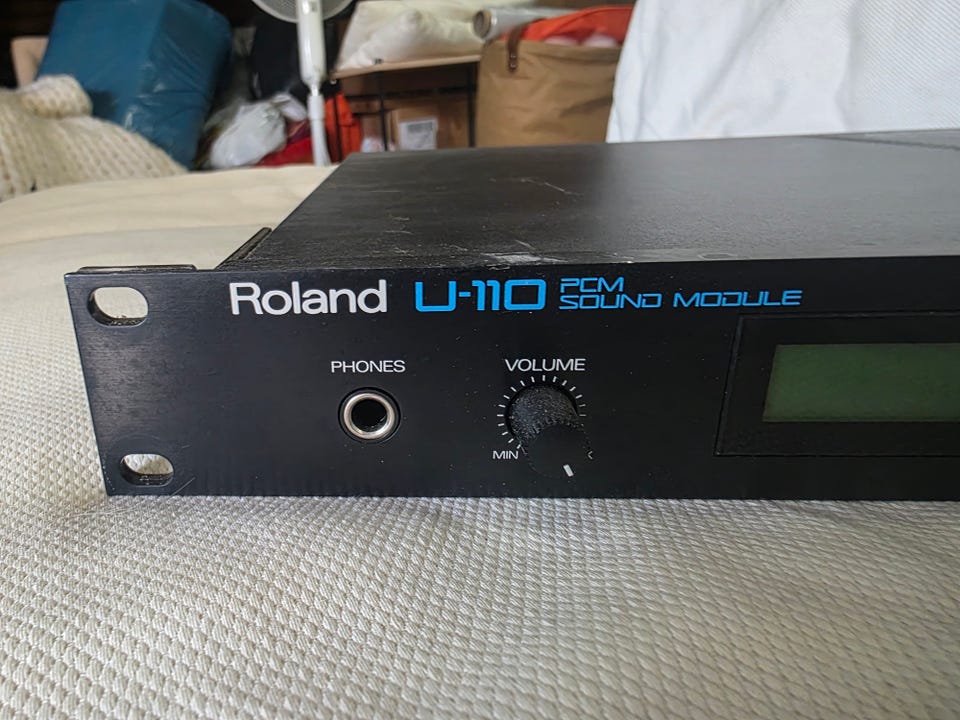 Roland U-110 PCM
SOUND MODULE
PHONES VOLUME
MIN